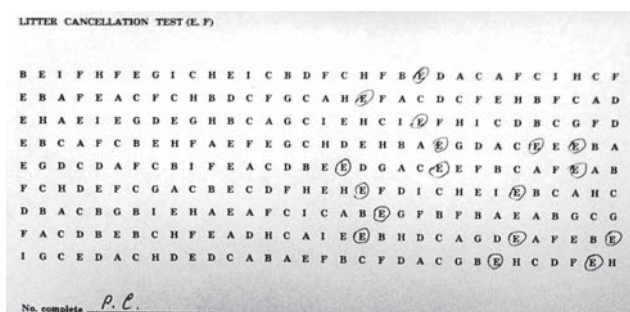 LITTER CANCELLATION TEST (E, F)
B E I F H F E G I C H E I C B D F C H F B E D A C A F C I H C F
E B A F E A C F C H B D C F G C A H E F A C D C F E H B F C A D
E H A E I E G D E G H B C A G C I E H C I E F H I C D B C G F D
E B C A F C B E H F A E F E G C H D E H B A E G D A C E E E B A
E G D C D A F C B I F E A C D B E E D G A C E E F B C A F E A B
F C H D E F C G A C B E C D F H E H E F D I C H E I E B C A H C
D B A C B G B I E H A E A F C I C A B E G F B F B A E A B G C G
F A C D B E B C H F E A D H C A I E E B H D C A G D E A F E B E
I G C E D A C H D E D C A B A E F B C F D A C G B E H C D F E H
No. complete P. C.